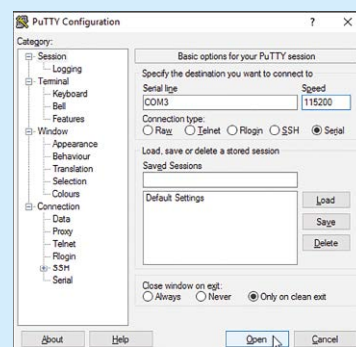 PuTTY Configuration
? X
Category:
Session
Logging
Terminal
Keyboard
Bell
Features
Window
Appearance
Behaviour
Translation
Selection
Colours
Connection
Data
Proxy
Telnet
Rlogin
SSH
Serial
Basic options for your PuTTY session
Specify the destination you want to connect to
Serial line Speed
COM3 115200
Connection type:
Raw Telnet Rlogin SSH Serial
Load, save or delete a stored session
Saved Sessions
Default Settings
Load
Save
Delete
Close window on exit:
Always Never Only on clean exit
About Help Open Cancel